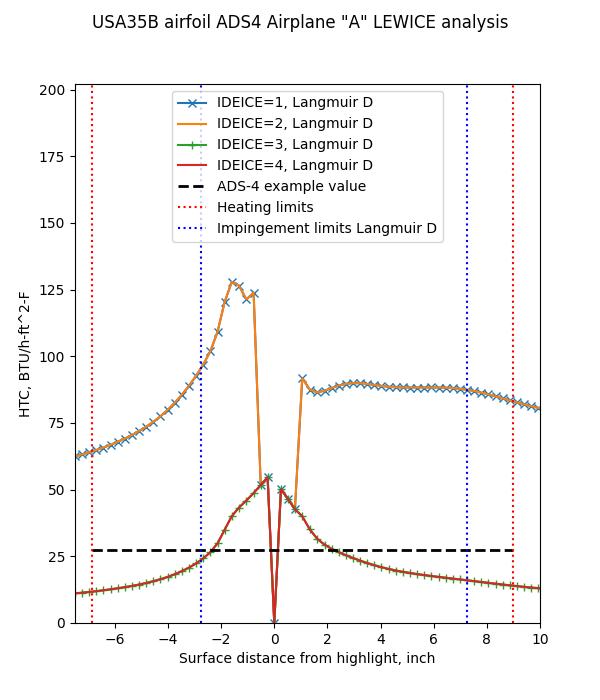 USA35B airfoil ADS4 Airplane "A" LEWICE analysis
200
175
150
125
100
75
50
25
0
HTC, BTU/h-ft^2-F
IDEICE=1, Langmuir D
IDEICE=2, Langmuir D
IDEICE=3, Langmuir D
IDEICE=4, Langmuir D
ADS-4 example value
Heating limits
Impingement limits Langmuir D
−6 −4 −2 0 2 4 6 8 10
Surface distance from highlight, inch